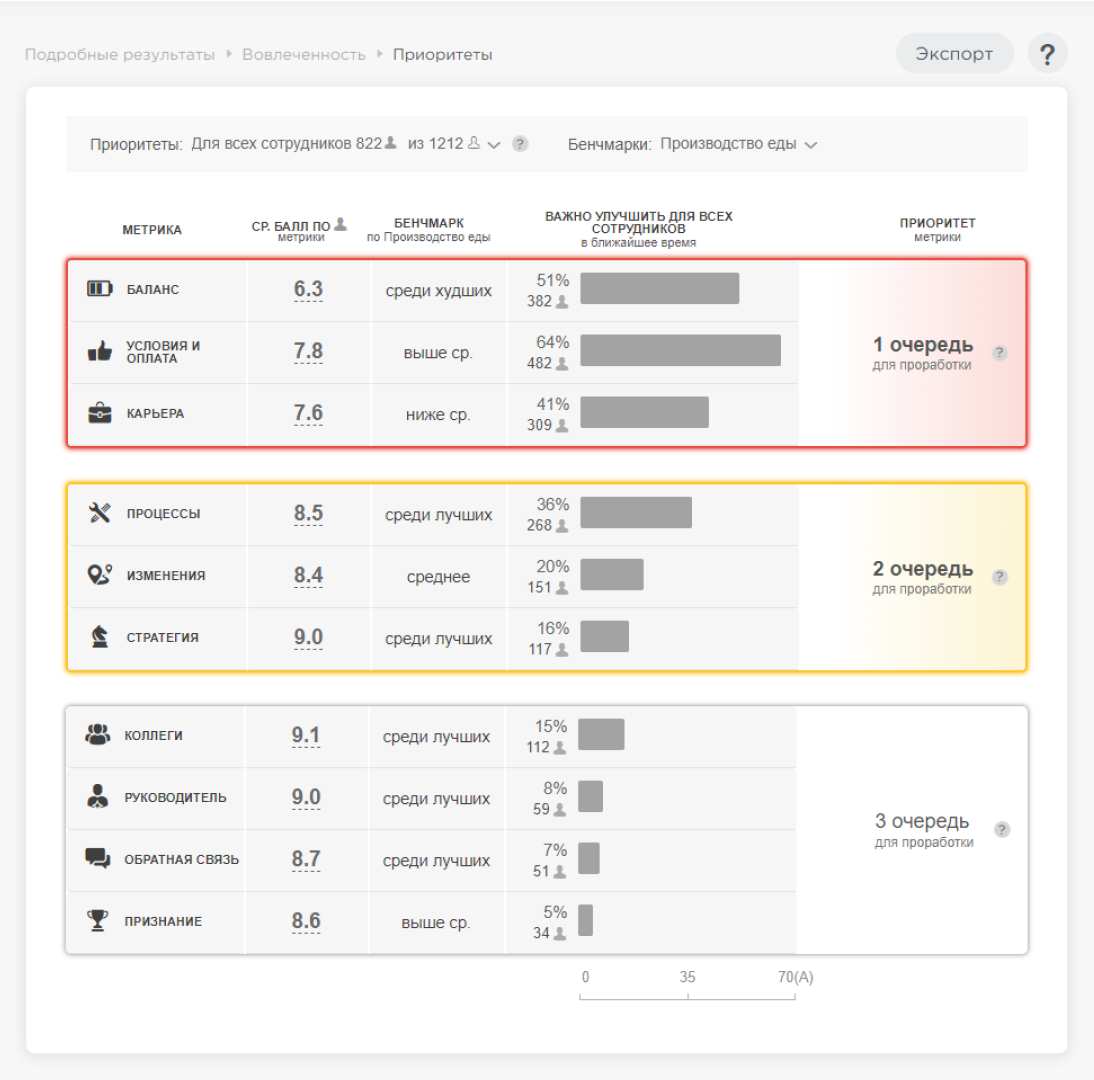 Подробные результаты Вовлеченность Приоритеты
Экспорт ?
Приоритеты: Для всех сотрудников 822 из 1212 ? Бенчмарки: Производство еды
МЕТРИКА
СР. БАЛЛ ПО
метрики
БЕНЧМАРК
по Производство еды
ВАЖНО УЛУЧШИТЬ ДЛЯ ВСЕХ
СОТРУДНИКОВ
в ближайшее время
ПРИОРИТЕТ
метрики
БАЛАНС
6.3
среди худших
51%
382
УСЛОВИЯ И
ОПЛАТА
7.8
выше ср.
64%
482
КАРЬЕРА
7.6
ниже ср.
41%
309
1 очередь
для проработки
?
ПРОЦЕССЫ
8.5
среди лучших
36%
268
ИЗМЕНЕНИЯ
8.4
среднее
20%
151
СТРАТЕГИЯ
9.0
среди лучших
16%
117
2 очередь
для проработки
?
КОЛЛЕГИ
9.1
среди лучших
15%
112
РУКОВОДИТЕЛЬ
9.0
среди лучших
8%
59
ОБРАТНАЯ СВЯЗЬ
8.7
среди лучших
7%
51
ПРИЗНАНИЕ
8.6
выше ср.
5%
34
3 очередь
для проработки
?
0 35 70(A)